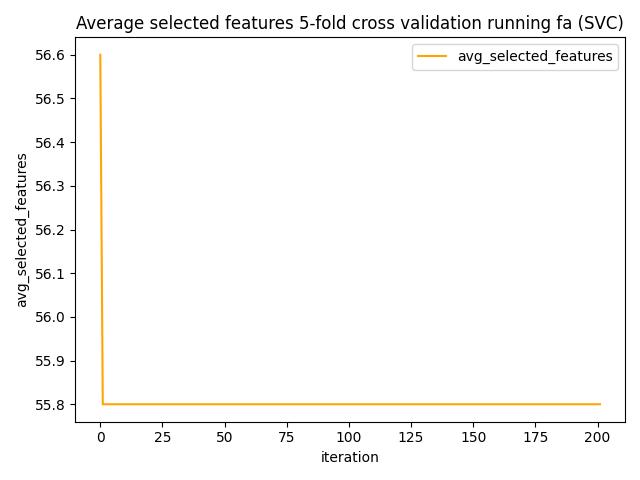 Average selected features 5-fold cross validation running fa (SVC)
avg_selected_features
56.6
56.5
56.4
56.3
56.2
56.1
56.0
55.9
55.8
avg_selected_features
0 25 50 75 100 125 150 175 200
iteration